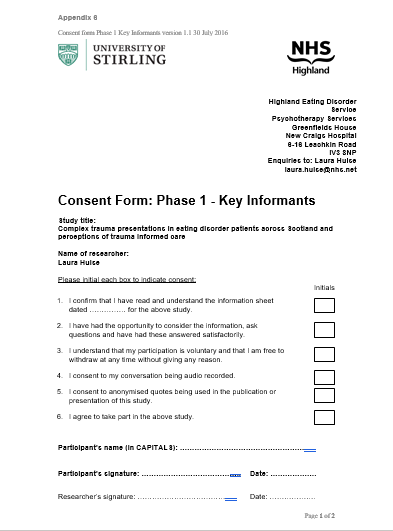 Appendix 6
Consent form Phase 1 Key Informants version 1.1 30 July 2016
UNIVERSITY OF
STIRLING
NHS
Highland
Highland Eating Disorder
Service
Psychotherapy Services
Greenfields House
New Craigs Hospital
6-16 Leachkin Road
IV3 8NP
Enquiries to: Laura Hulse
laura.hulse@nhs.net
Consent Form: Phase 1 - Key Informants
Study title:
Complex trauma presentations in eating disorder patients across Scotland and
perceptions of trauma informed care
Name of researcher:
Laura Hulse
Please initial each box to indicate consent:
Initials
1. I confirm that I have read and understand the information sheet
dated ............... for the above study.
2. I have had the opportunity to consider the information, ask
questions and have had these answered satisfactorily.
3. I understand that my participation is voluntary and that I am free to
withdraw at any time without giving any reason.
4. I consent to my conversation being audio recorded.
5. I consent to anonymised quotes being used in the publication or
presentation of this study.
6. I agree to take part in the above study.
Participant's name (in CAPITALS): ............................................
Participant's signature: ................................ Date: ..................
Researcher's signature: ................................ Date: ..................
Page 1 of 2